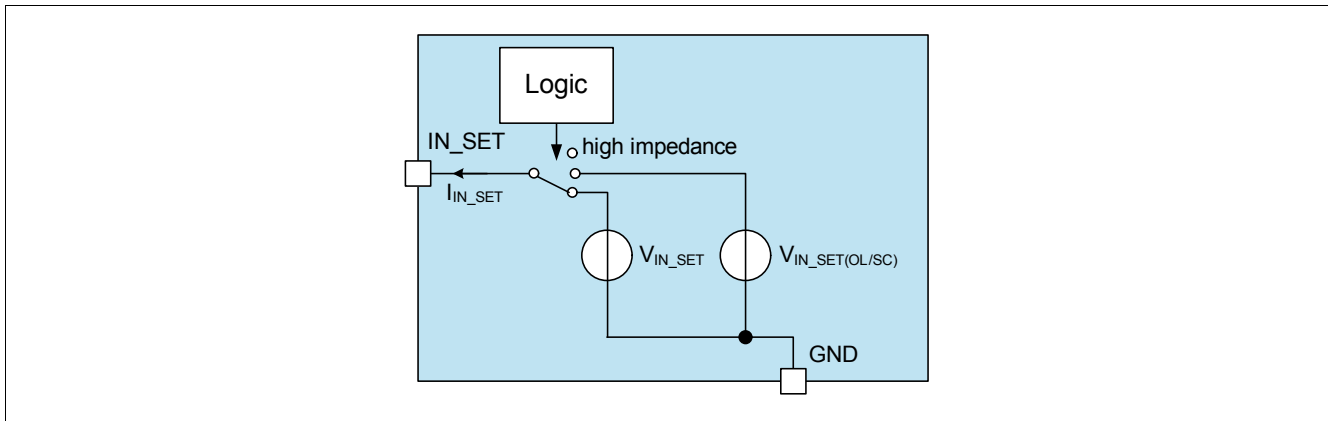 Logic
IN_SET
high impedance
I_IN_SET
V_IN_SET
V_IN_SET(OL/SC)
GND